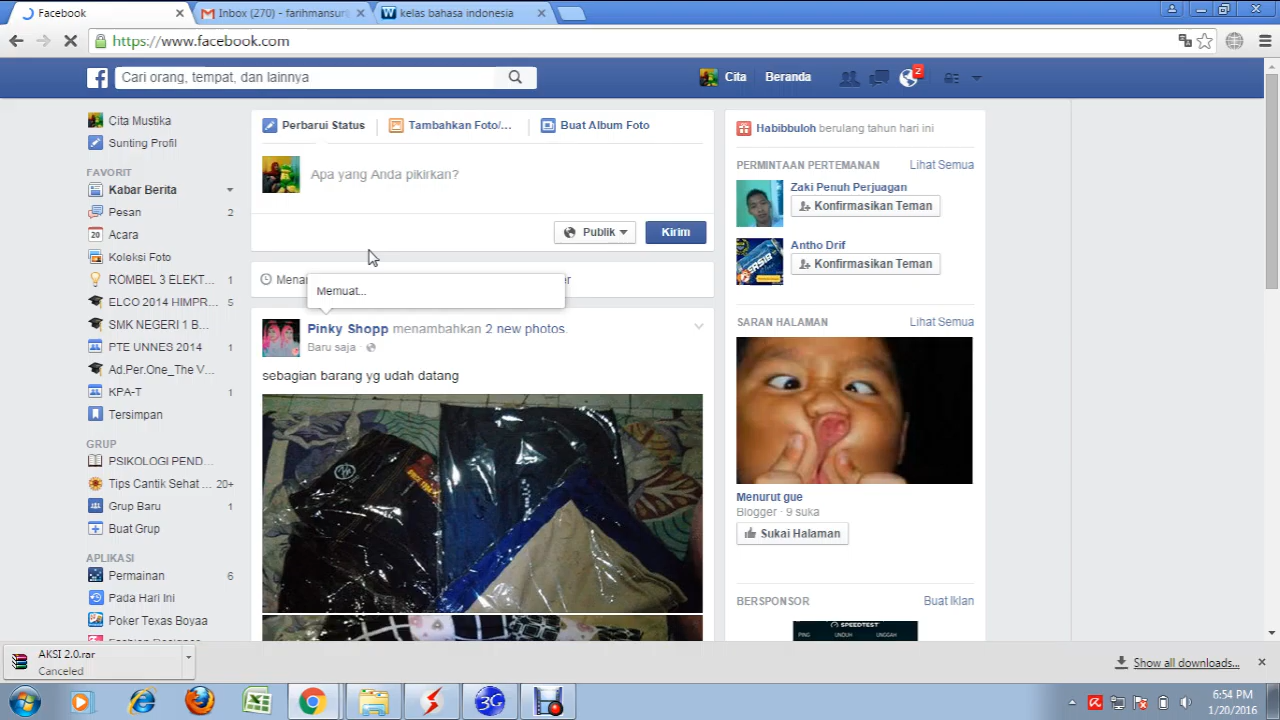 Facebook
Inbox (270) - farihmansur
kelas bahasa indonesia
https://www.facebook.com
Cari orang, tempat, dan lainnya
Cita
Beranda
2
Cita Mustika
Sunting Profil
FAVORIT
Kabar Berita
Pesan 2
Acara
Koleksi Foto
ROMBEL 3 ELEKT...
ELCO 2014 HIMPR... 5
SMK NEGERI 1 B...
PTE UNNES 2014 1
Ad.Per.One_The V...
KPA-T 1
Tersimpan
GRUP
PSIKOLOGI PEND...
Tips Cantik Sehat ... 20+
Grup Baru 1
Buat Grup
APLIKASI
Permainan 6
Pada Hari Ini
Poker Texas Boyaa
Perbarui Status
Tambahkan Foto/...
Buat Album Foto
Apa yang Anda pikirkan?
Publik
Kirim
Memuat...
Pinky Shopp menambahkan 2 new photos.
Baru saja
sebagian barang yg udah datang
Habibbuloh berulang tahun hari ini
PERMINTAAN PERTEMANAN
Lihat Semua
Zaki Penuh Perjuagan
Konfirmasikan Teman
Antho Drif
Konfirmasikan Teman
SARAN HALAMAN
Lihat Semua
Menurut gue
Blogger · 9 suka
Sukai Halaman
BERSPONSOR
Buat Iklan
SPEEDTEST
PING UNDUH UNGGAH
AKSI 2.0.rar
Canceled
Show all downloads...
3G
6:54 PM
1/20/2016